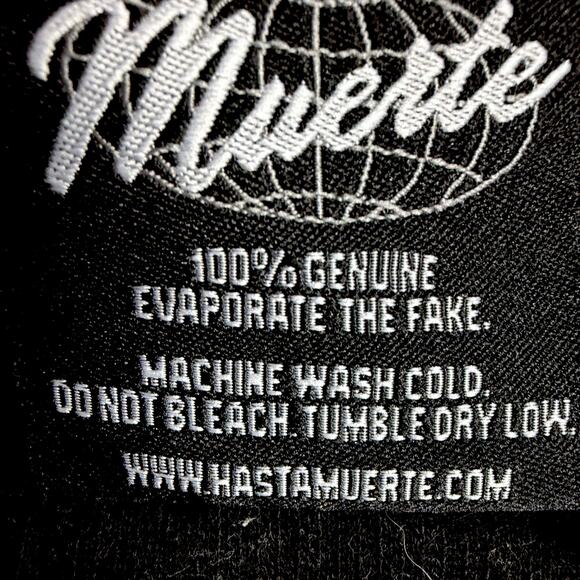 Muerte
100% GENUINE
EVAPORATE THE FAKE.
MACHINE WASH COLD.
DO NOT BLEACH. TUMBLE DRY LOW.
WWW.HASTAMUERTE.COM